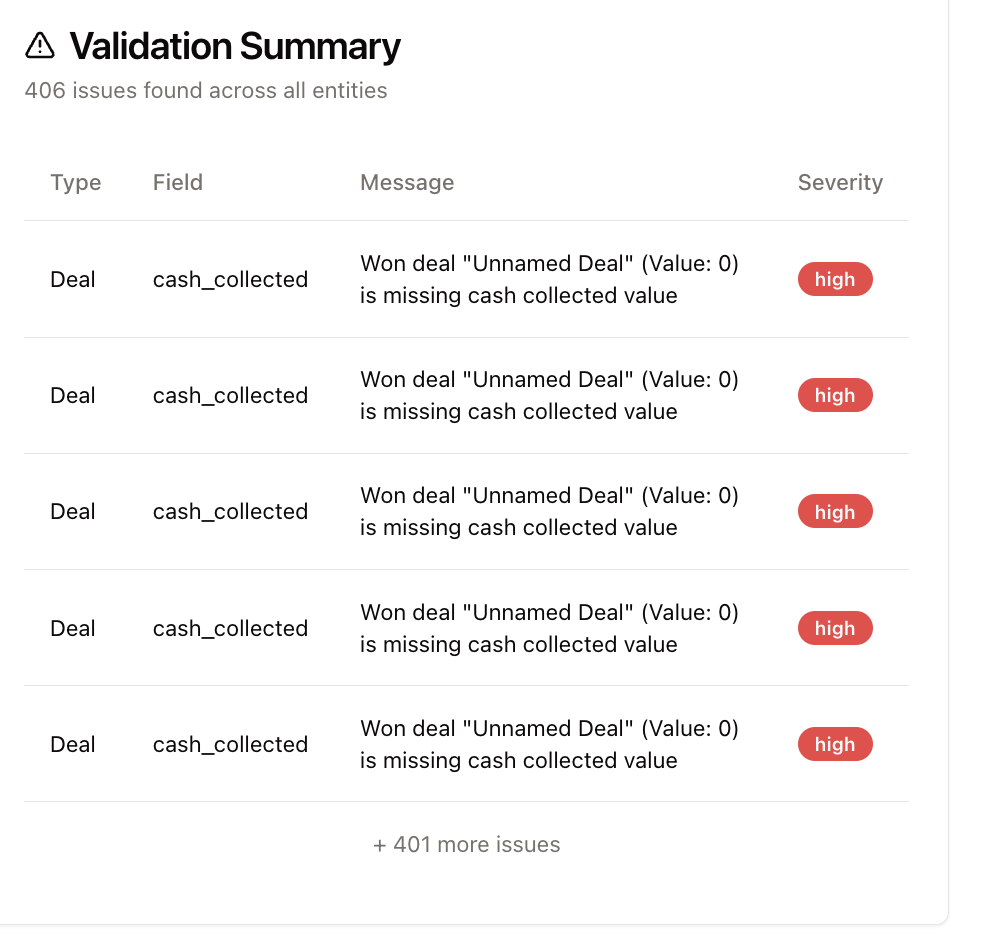 Validation Summary
406 issues found across all entities
Type Field Message Severity
Won deal "Unnamed Deal" (Value: 0)
Deal cash_collected high
is missing cash collected value
Won deal "Unnamed Deal" (Value: 0)
Deal cash_collected high
is missing cash collected value
Won deal "Unnamed Deal" (Value: 0)
Deal cash_collected high
is missing cash collected value
Won deal "Unnamed Deal" (Value: 0)
Deal cash_collected high
is missing cash collected value
Won deal "Unnamed Deal" (Value: 0)
Deal cash_collected high
is missing cash collected value
+ 401 more issues